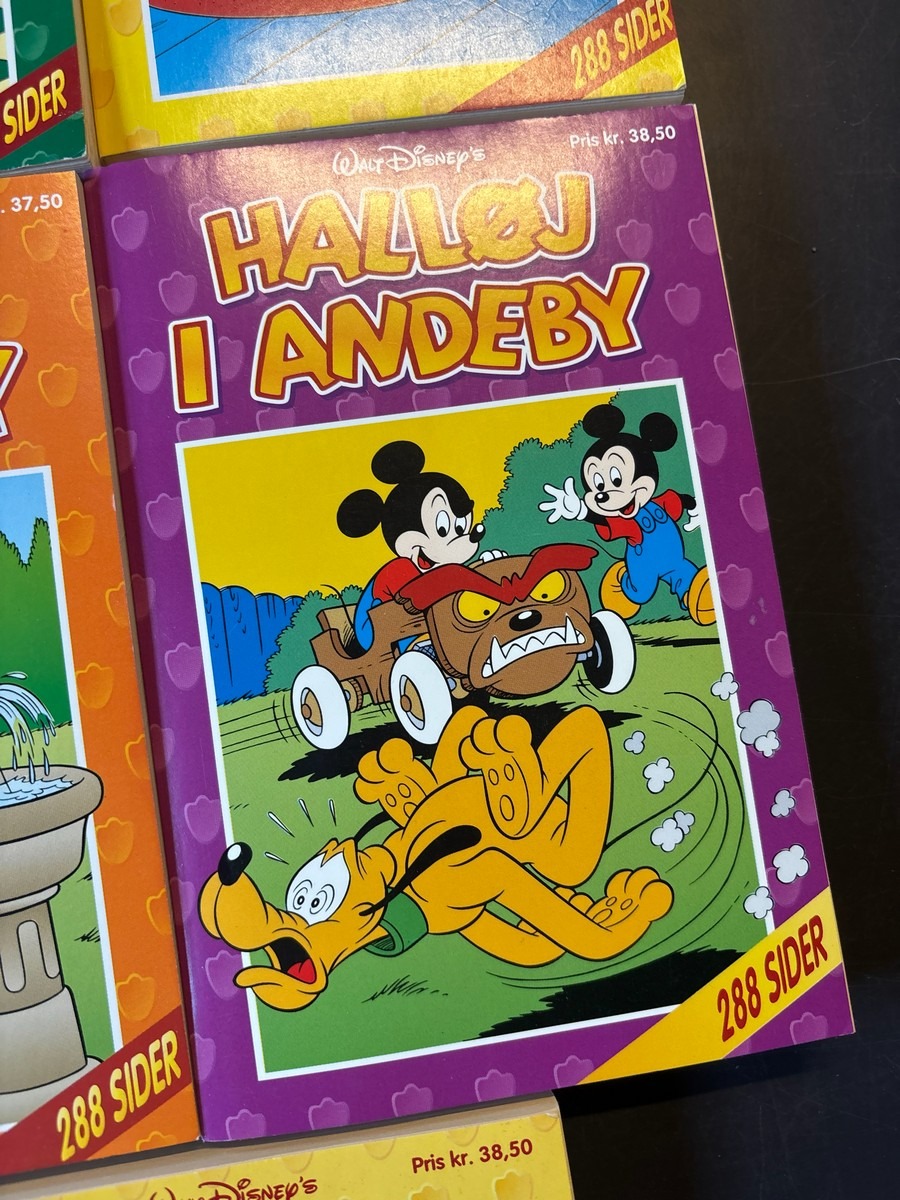 SIDER
288 SIDER
. 37,50
Y
288 SIDER
Pris kr. 38,50
WALT DISNEY'S
HALLØJ
I ANDEBY
288 SIDER
Pris kr. 38,50
WALT DISNEY'S